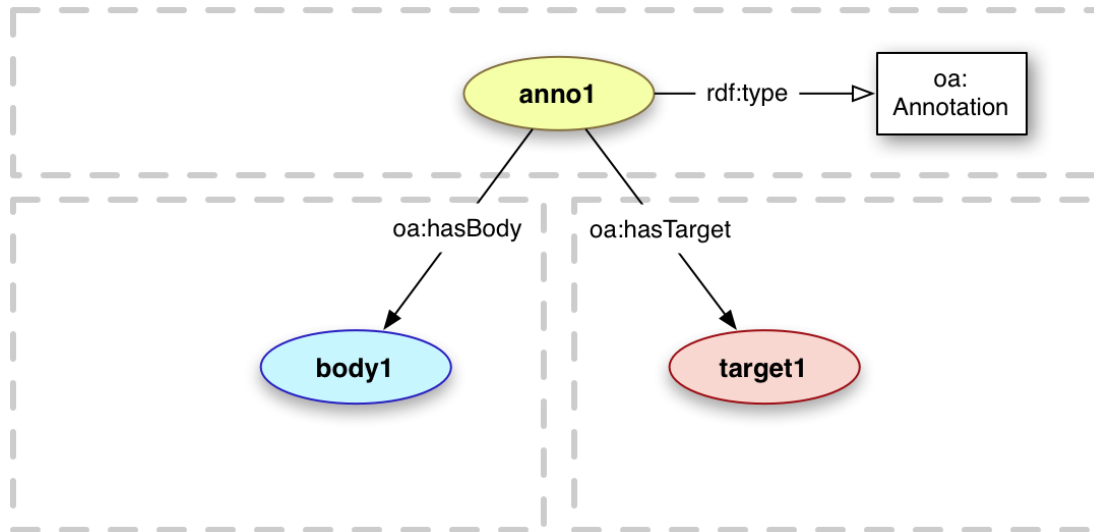 anno1
rdf:type
oa:
Annotation
oa:hasBody
oa:hasTarget
body1
target1